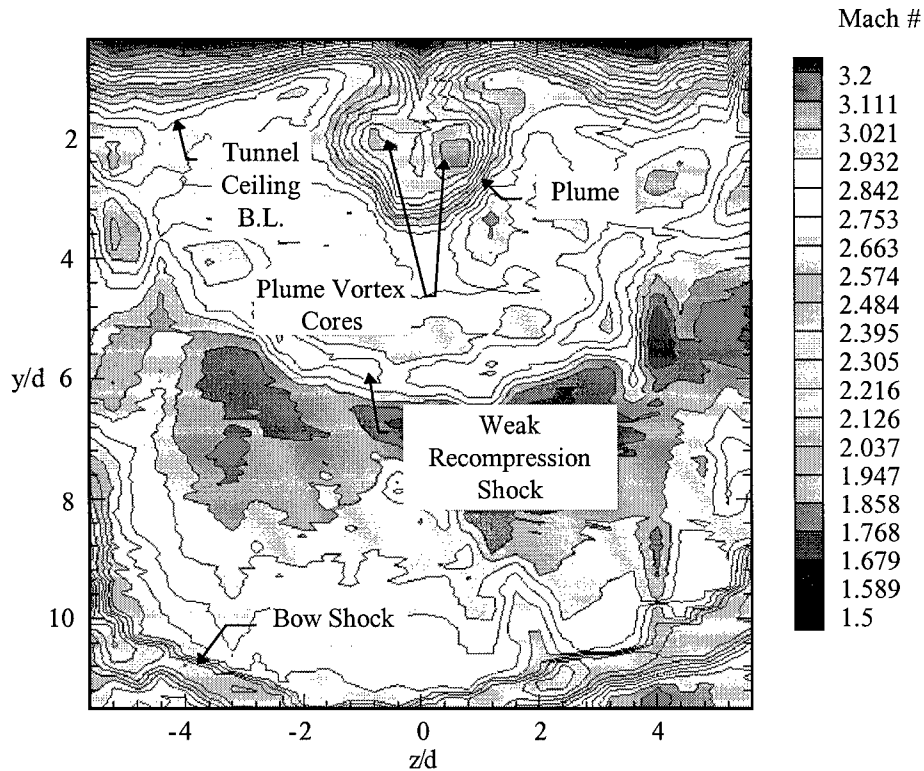 Mach #
3.2
3.111
3.021
2.932
2.842
2.753
2.663
2.574
2.484
2.395
2.305
2.216
2.126
2.037
1.947
1.858
1.768
1.679
1.589
1.5
2
4
6
8
10
y/d
Tunnel
Ceiling
B.L.
Plume
Plume Vortex
Cores
Weak
Recompression
Shock
Bow Shock
-4
-2
0
2
4
z/d